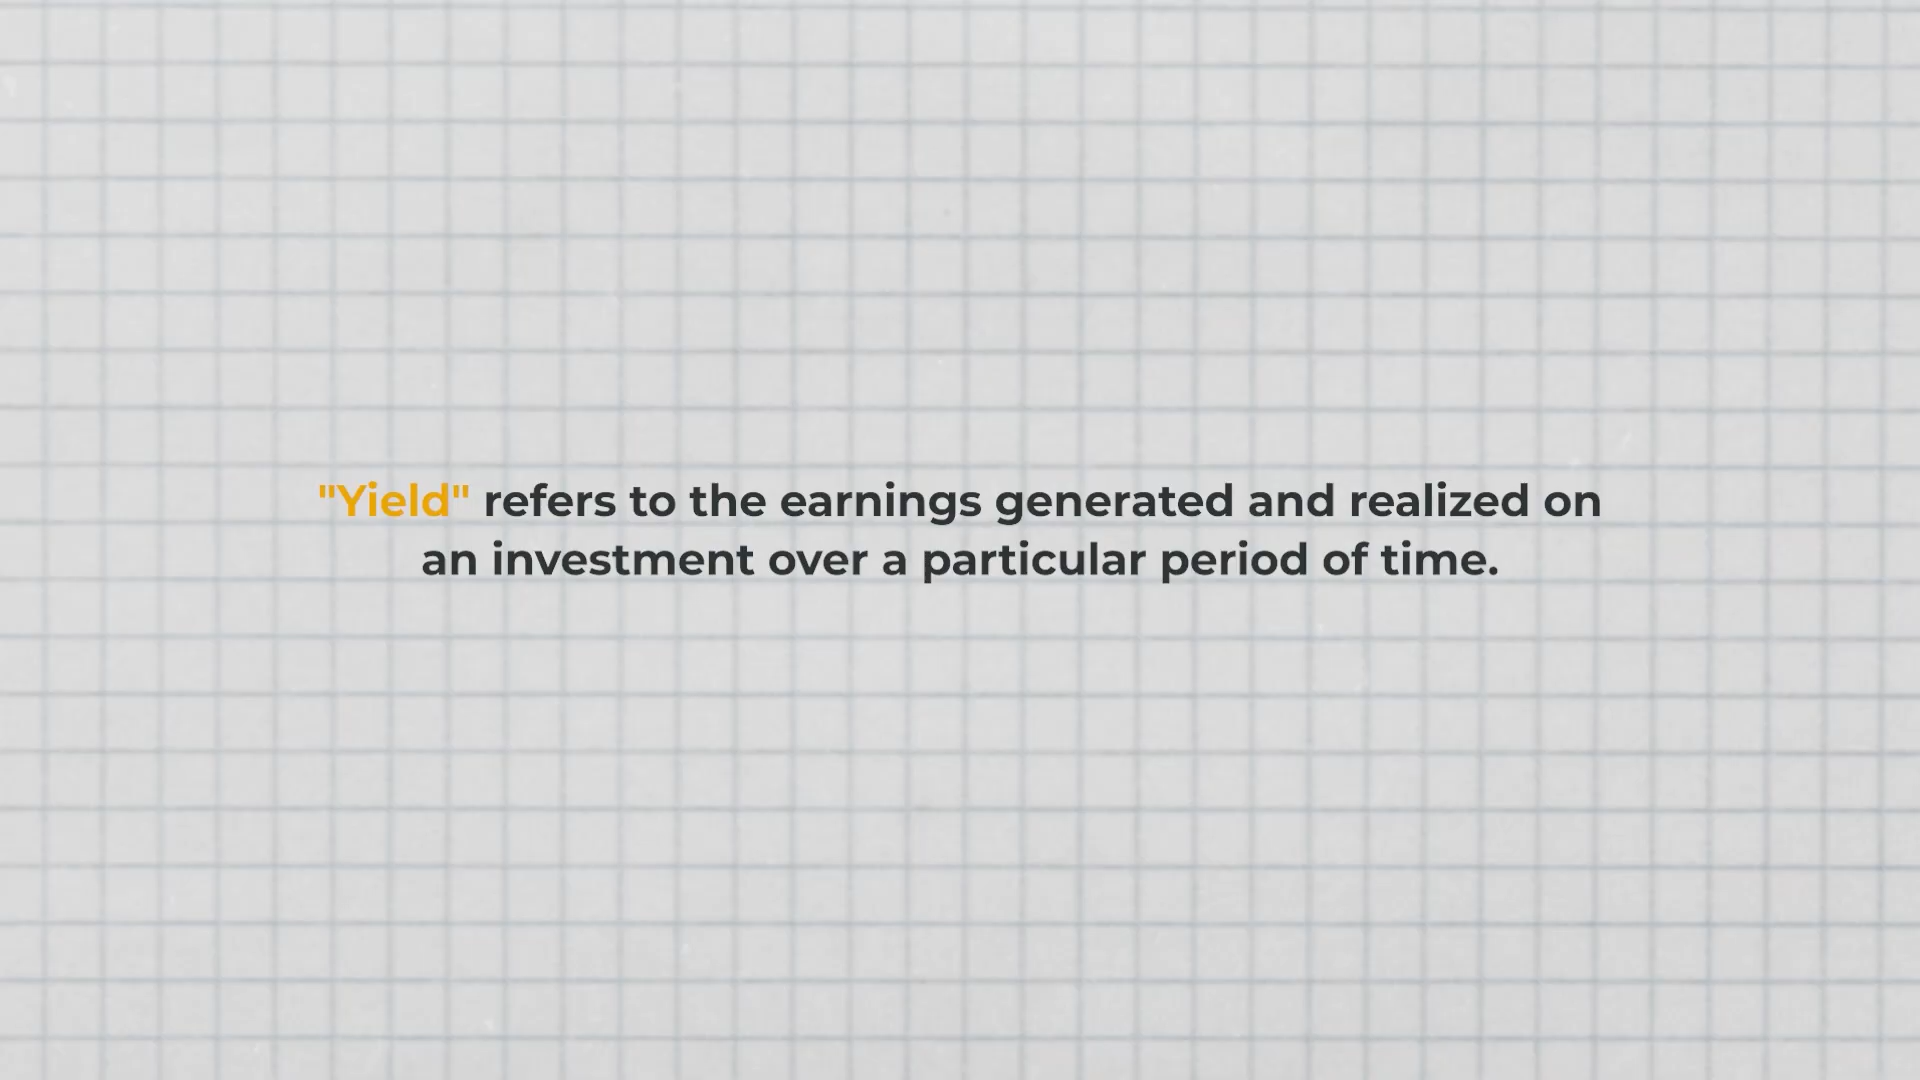 "Yield" refers to the earnings generated and realized on
an investment over a particular period of time.